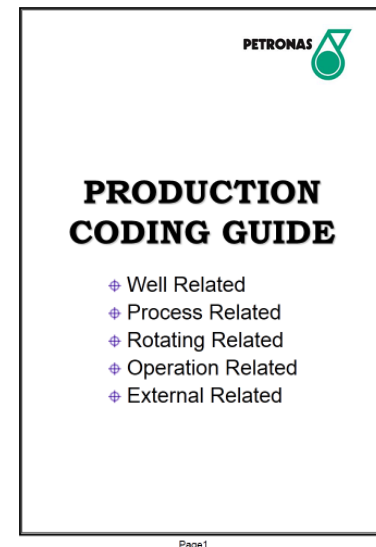 PETRONAS
PRODUCTION
CODING GUIDE
Well Related
Process Related
Rotating Related
Operation Related
External Related
Page1